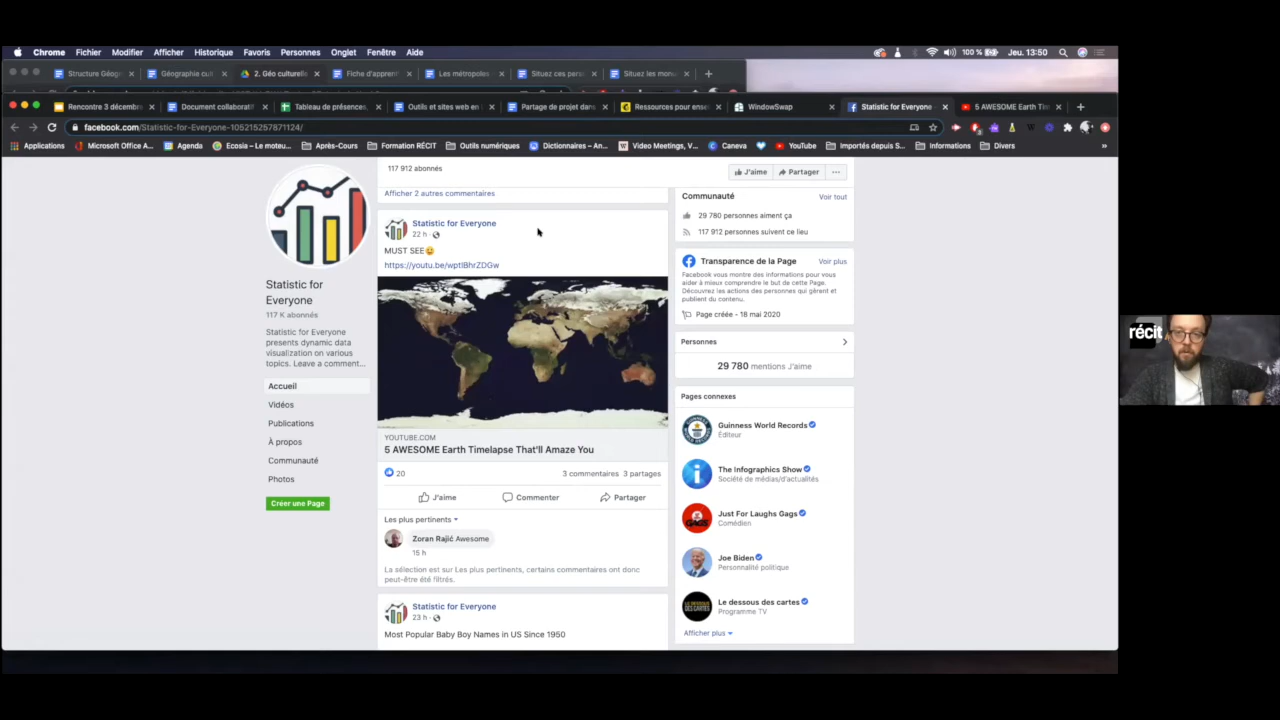 Chrome Fichier Modifier Afficher Historique Favoris Personnes Onglet Fenêtre Aide 100 % Jeu. 13:50
Structure Géogr Géographie cult 2. Géo culturelle Fiche d'apprent Les métropoles Situez ces pers Situez les monu
Rencontre 3 décembr Document collaboratif Tableau de présences, Outils et sites web en Partage de projet dans Ressources pour ense WindowSwap Statistic for Everyone 5 AWESOME Earth Tim
facebook.com/Statistic-for-Everyone-105215257871124/
Applications Microsoft Office A... Agenda Ecosia – Le moteu... Après-Cours Formation RÉCIT Outils numériques Dictionnaires – An... Video Meetings, V... Caneva YouTube Importés depuis S... Informations Divers
117 912 abonnés
J'aime Partager
Afficher 2 autres commentaires
Statistic for Everyone
22 h
MUST SEE
https://youtu.be/wptIBhrZDGw
YOUTUBE.COM
5 AWESOME Earth Timelapse That'll Amaze You
20 3 commentaires 3 partages
J'aime Commenter Partager
Les plus pertinents
Zoran Rajić Awesome
15 h
La sélection est sur Les plus pertinents, certains commentaires ont donc
peut-être été filtrés.
Statistic for Everyone
23 h
Most Popular Baby Boy Names in US Since 1950
Statistic for
Everyone
117 K abonnés
Statistic for Everyone
presents dynamic data
visualization on various
topics. Leave a comment...
Accueil
Vidéos
Publications
À propos
Communauté
Photos
Créer une Page
Communauté Voir tout
29 780 personnes aiment ça
117 912 personnes suivent ce lieu
Transparence de la Page Voir plus
Facebook vous montre des informations pour vous
aider à mieux comprendre le but de cette Page.
Découvrez les actions des personnes qui gèrent et
publient du contenu.
Page créée - 18 mai 2020
Personnes
29 780 mentions J'aime
Pages connexes
Guinness World Records
Éditeur
The Infographics Show
Société de médias/d'actualités
Just For Laughs Gags
Comédien
Joe Biden
Personnalité politique
Le dessous des cartes
Programme TV
Afficher plus
récit